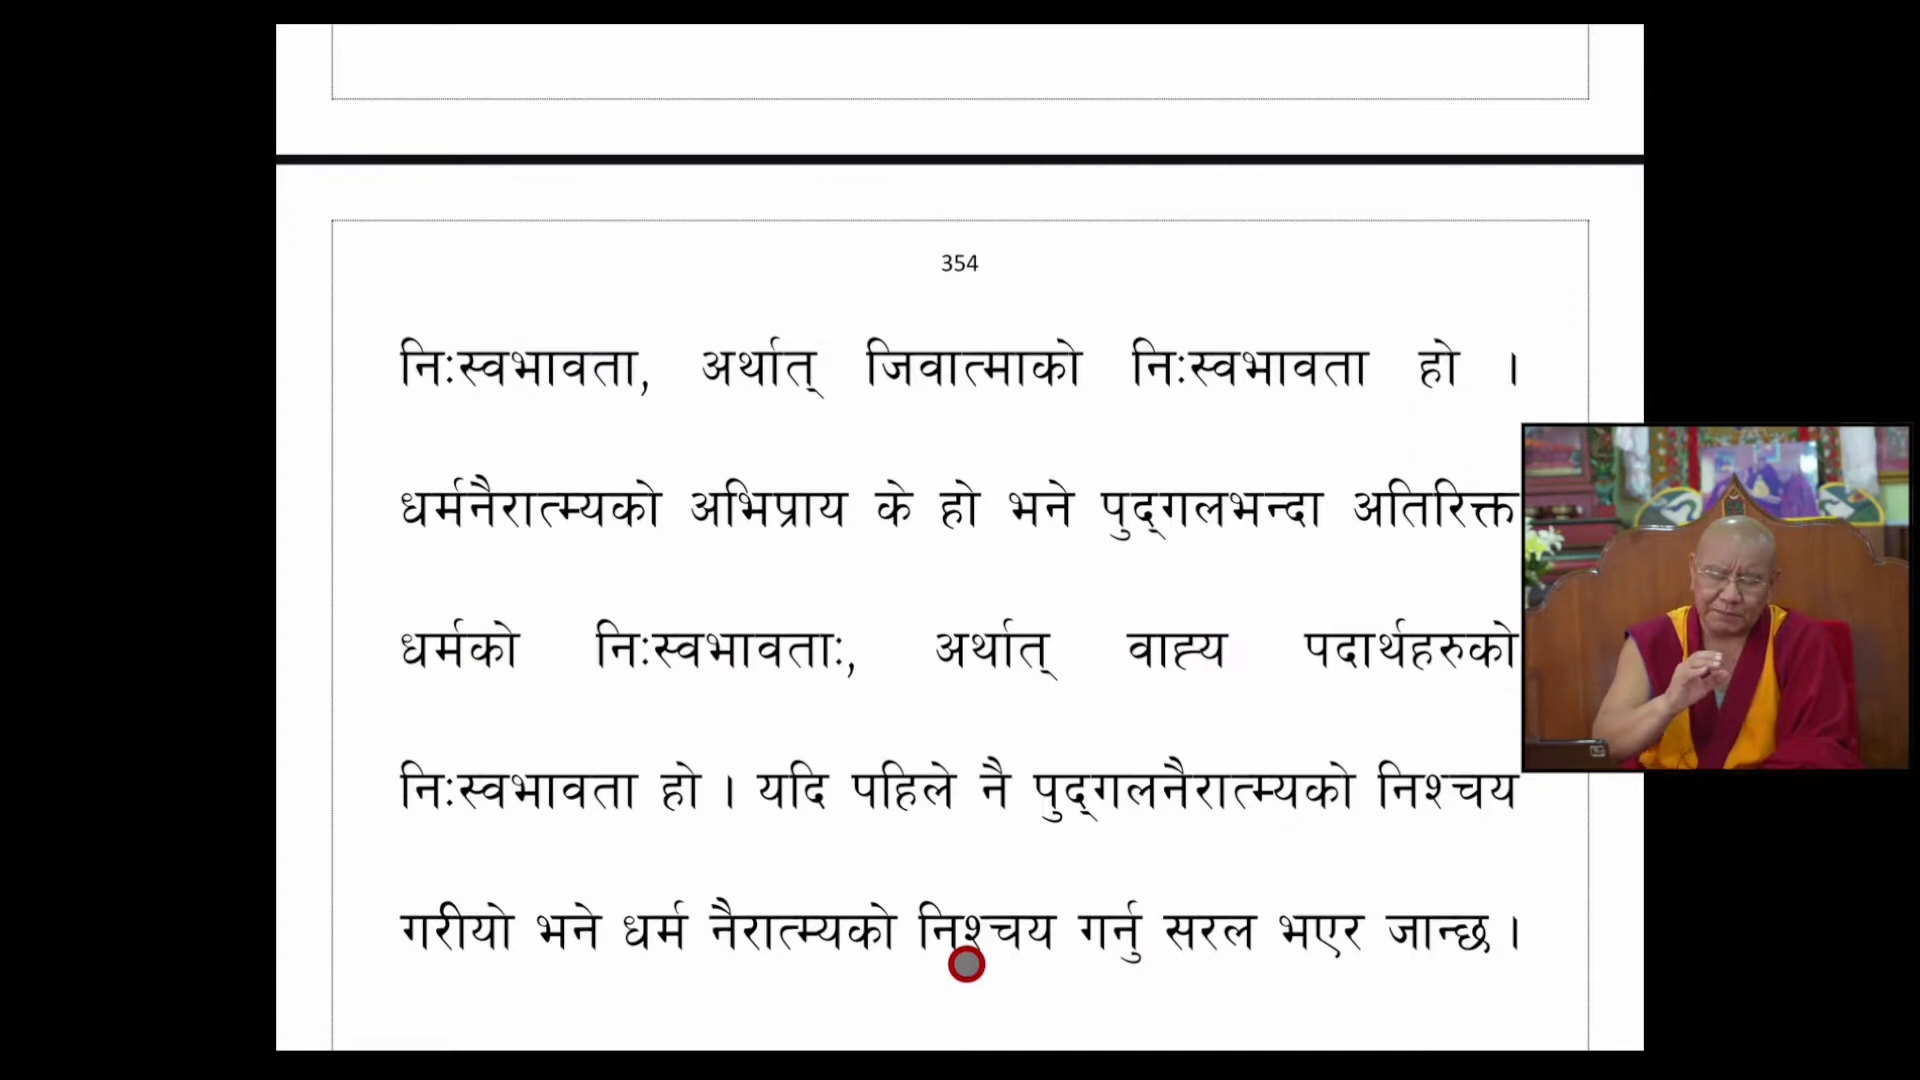 354
निःस्वभावता, अर्थात् जिवात्माको निःस्वभावता हो ।
धर्मनैरात्म्यको अभिप्राय के हो भने पुद्‌गलभन्दा अतिरिक्त
धर्मको निःस्वभावताः, अर्थात् वाह्य पदार्थहरुको
निःस्वभावता हो । यदि पहिले नै पुद्‌गलनैरात्म्यको निश्चय
गरीयो भने धर्म नैरात्म्यको निश्चय गर्नु सरल भएर जान्छ ।